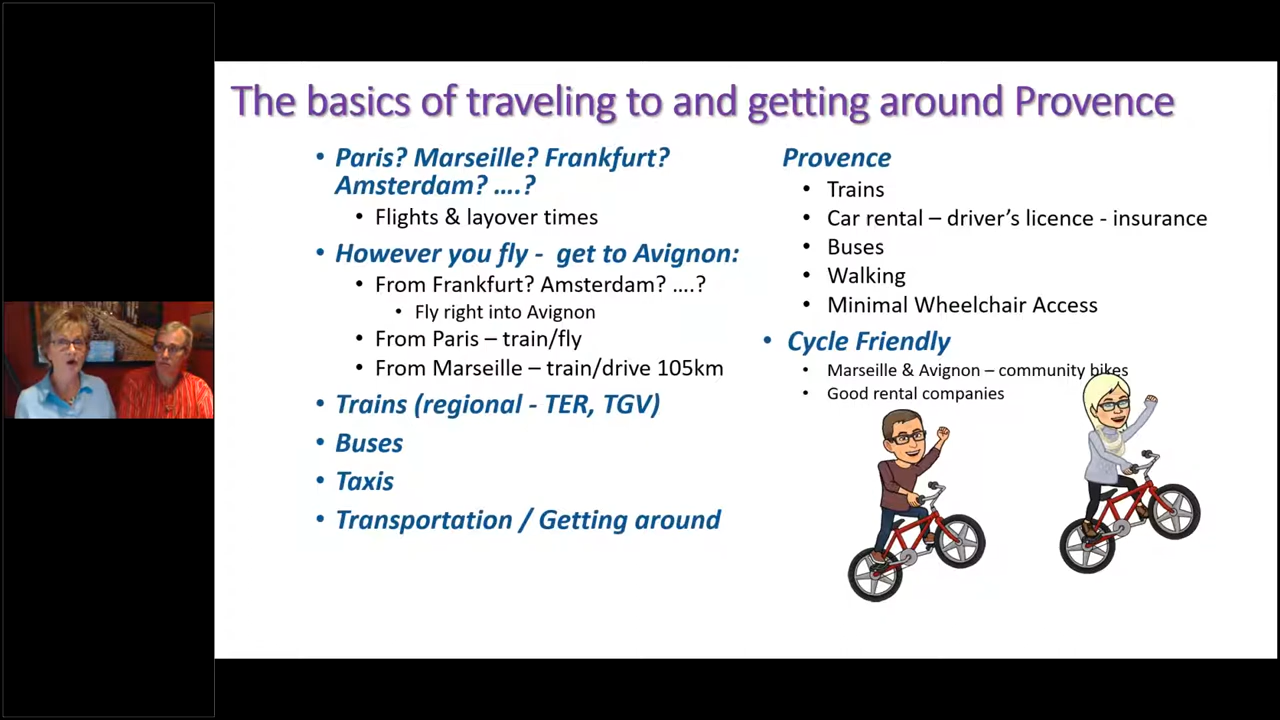 The basics of traveling to and getting around Provence
• Paris? Marseille? Frankfurt?
Amsterdam? ….?
• Flights & layover times
• However you fly - get to Avignon:
• From Frankfurt? Amsterdam? ….?
• Fly right into Avignon
• From Paris – train/fly
• From Marseille – train/drive 105km
• Trains (regional - TER, TGV)
• Buses
• Taxis
• Transportation / Getting around
Provence
• Trains
• Car rental – driver’s licence - insurance
• Buses
• Walking
• Minimal Wheelchair Access
• Cycle Friendly
• Marseille & Avignon – community bikes
• Good rental companies